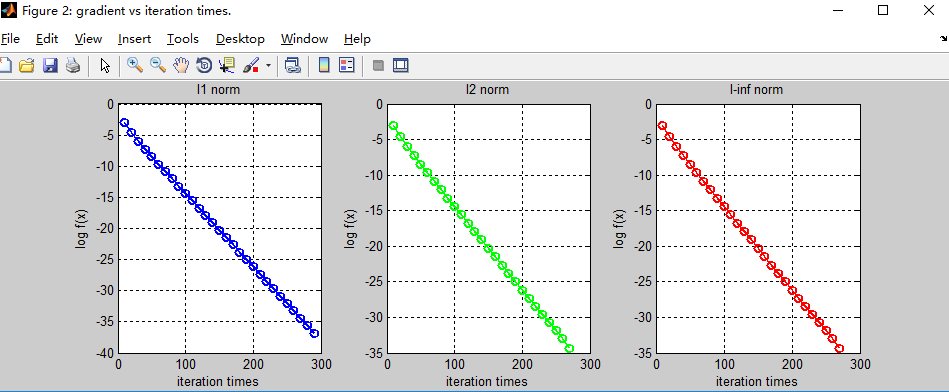 Figure 2: gradient vs iteration times.
File Edit View Insert Tools Desktop Window Help
l1 norm
0
-5
-10
-15
-20
-25
-30
-35
-40
log f(x)
0 100 200 300
iteration times
l2 norm
0
-5
-10
-15
-20
-25
-30
-35
log f(x)
0 100 200 300
iteration times
l-inf norm
0
-5
-10
-15
-20
-25
-30
-35
log f(x)
0 100 200 300
iteration times